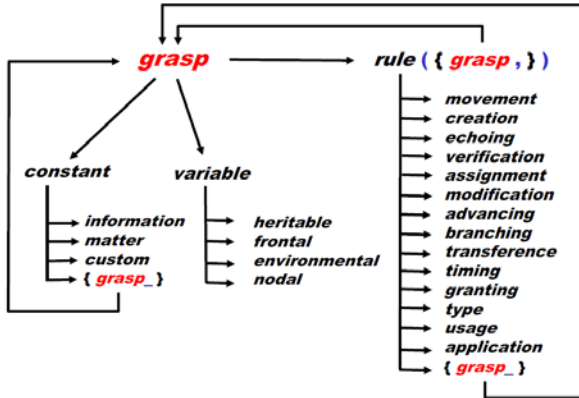 grasp
rule ( { grasp , } )
constant
information
matter
custom
{ grasp_ }
variable
heritable
frontal
environmental
nodal
movement
creation
echoing
verification
assignment
modification
advancing
branching
transference
timing
granting
type
usage
application
{ grasp_ }